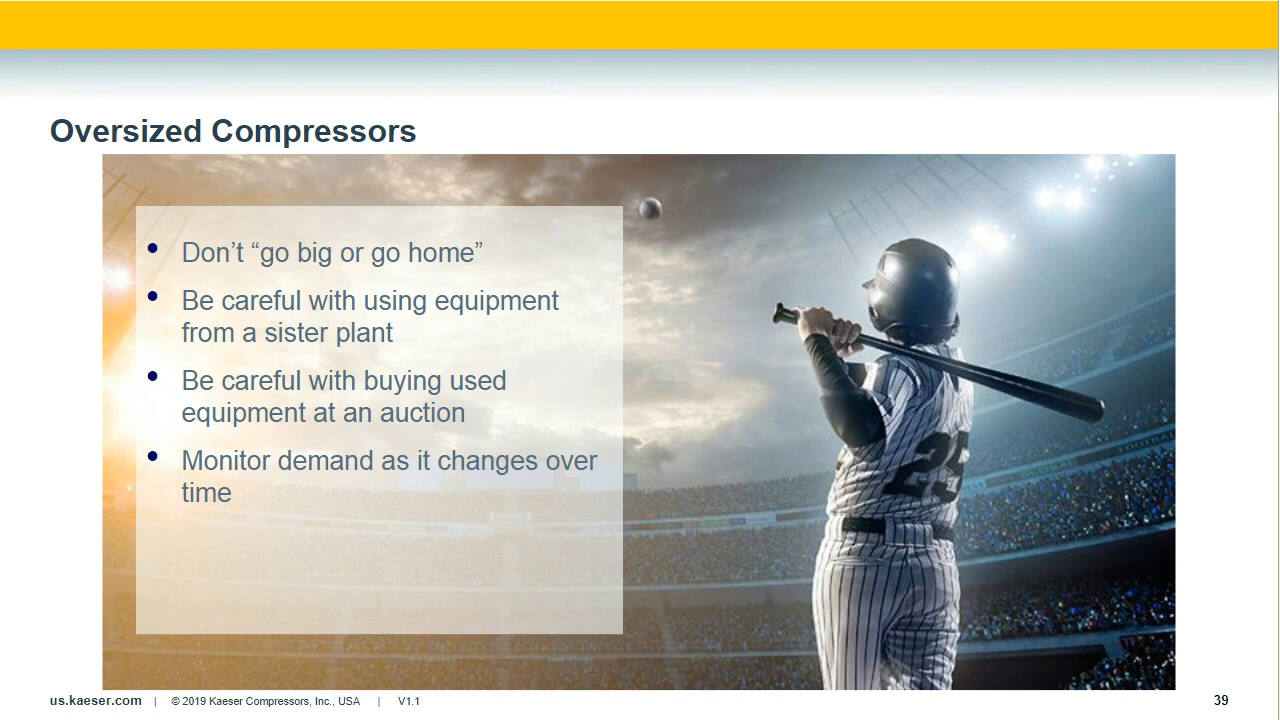 Oversized Compressors
• Don’t “go big or go home”
• Be careful with using equipment
from a sister plant
• Be careful with buying used
equipment at an auction
• Monitor demand as it changes over
time
25
FOOTBALL
us.kaeser.com | © 2019 Kaeser Compressors, Inc., USA | V1.1
39